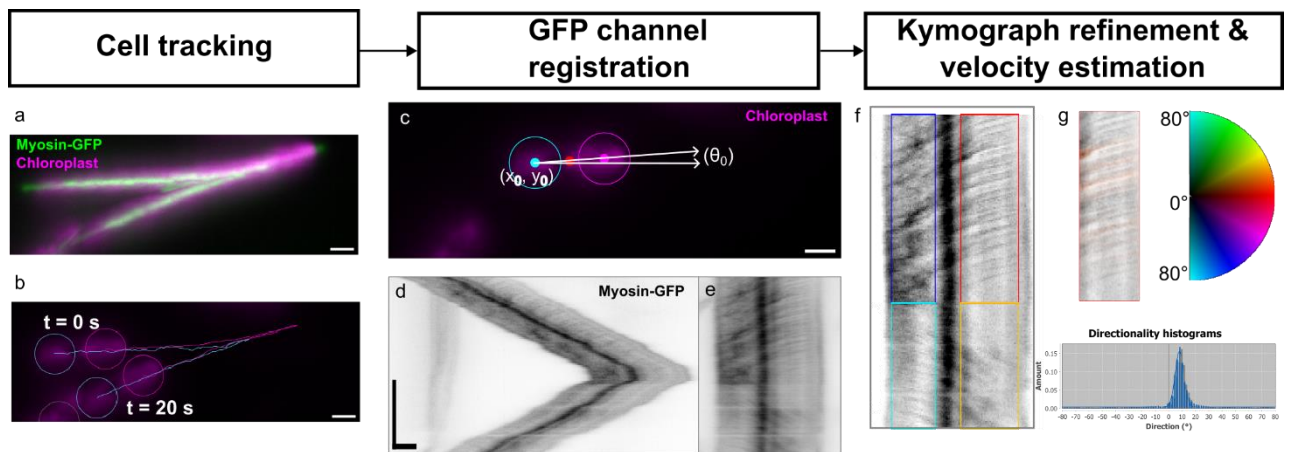 Cell tracking
GFP channel
registration
Kymograph refinement &
velocity estimation
a
Myosin-GFP
Chloroplast
b
t = 0 s
t = 20 s
c
Chloroplast
(θ0)
(x0, y0)
d
Myosin-GFP
e
f
g
80°
0°
80°
Directionality histograms
Amount
0.15
0.10
0.05
0.00
-80 -70 -60 -50 -40 -30 -20 -10 0 10 20 30 40 50 60 70 80
Direction (°)